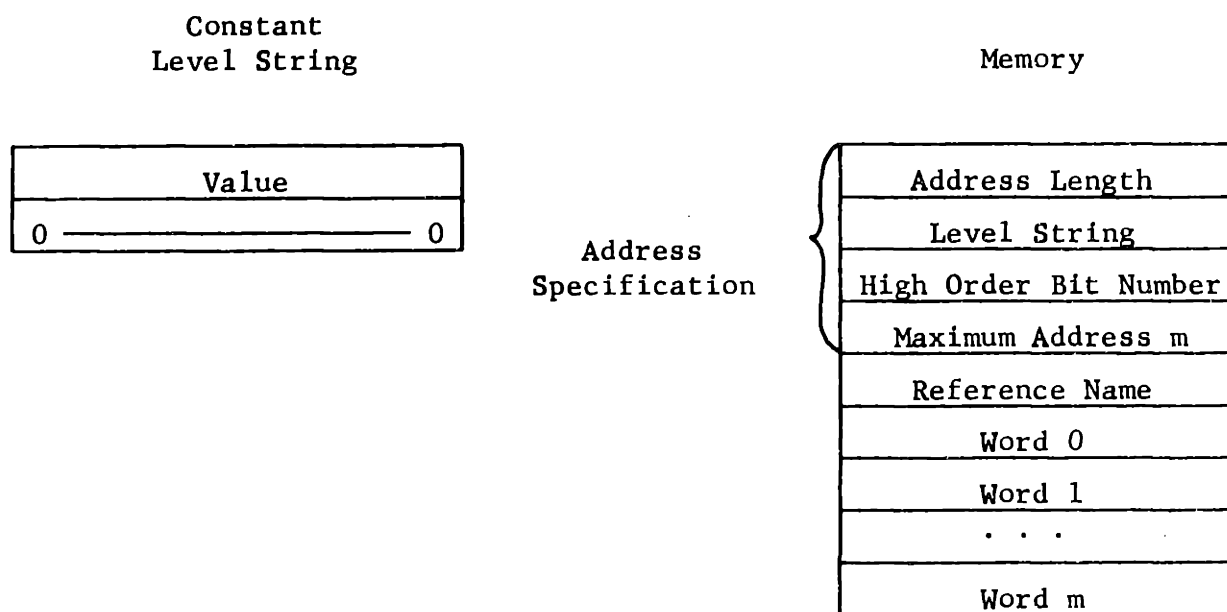 Constant
Level String
Value
0 0
Memory
Address
Specification
Address Length
Level String
High Order Bit Number
Maximum Address m
Reference Name
Word 0
Word 1
. . .
Word m